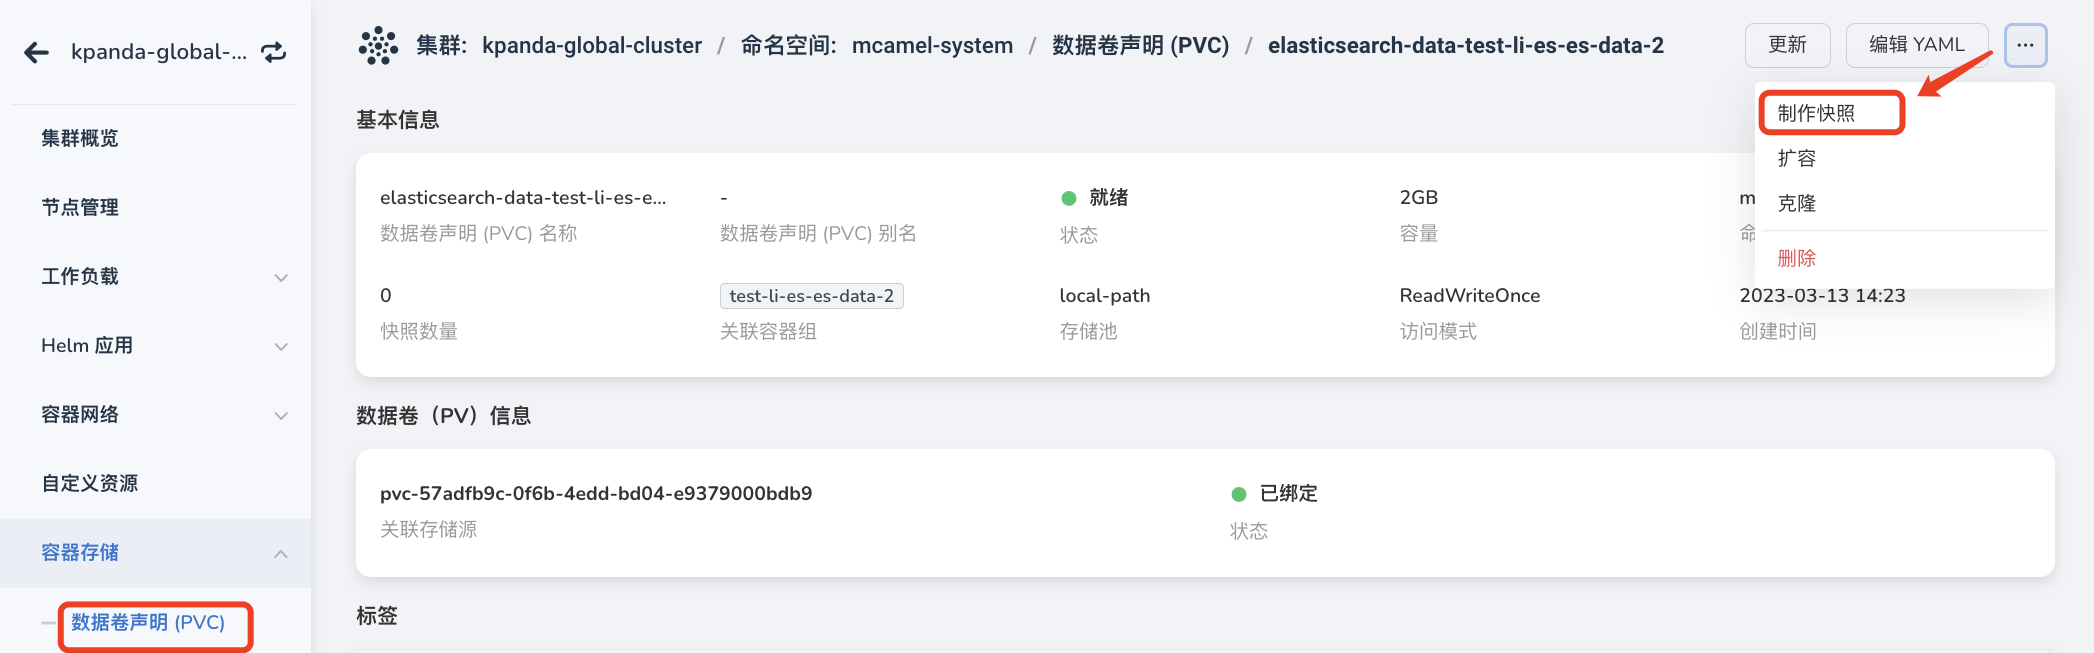 kpanda-global-...
集群概览
节点管理
工作负载
Helm 应用
容器网络
自定义资源
容器存储
数据卷声明 (PVC)
集群: kpanda-global-cluster / 命名空间: mcamel-system / 数据卷声明 (PVC) / elasticsearch-data-test-li-es-es-data-2
更新
编辑 YAML
...
制作快照
扩容
克隆
删除
基本信息
elasticsearch-data-test-li-es-e...
数据卷声明 (PVC) 名称
-
数据卷声明 (PVC) 别名
就绪
状态
2GB
容量
m
命
0
快照数量
test-li-es-es-data-2
关联容器组
local-path
存储池
ReadWriteOnce
访问模式
2023-03-13 14:23
创建时间
数据卷（PV）信息
pvc-57adfb9c-0f6b-4edd-bd04-e9379000bdb9
关联存储源
已绑定
状态
标签